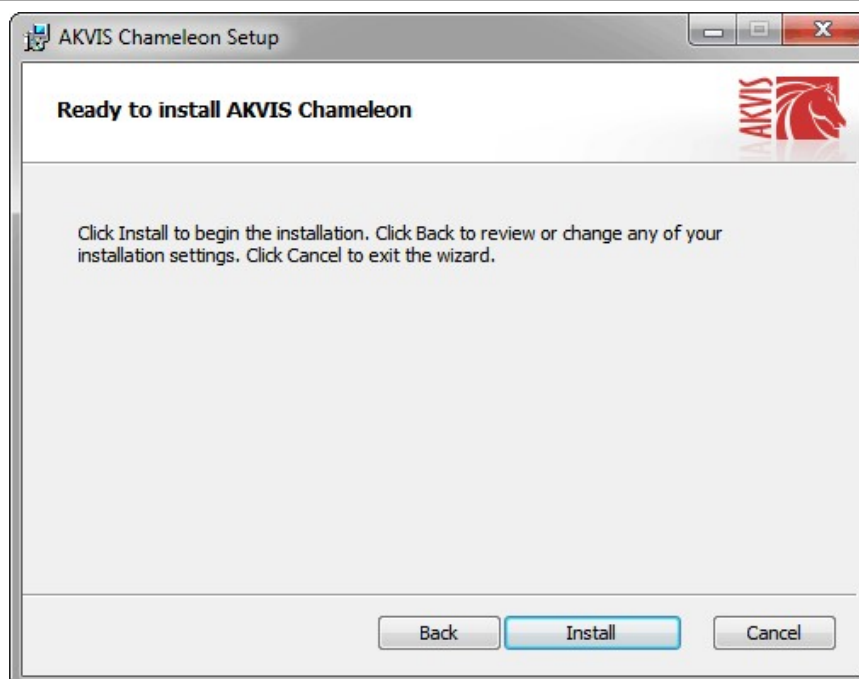 AKVIS Chameleon Setup
Ready to install AKVIS Chameleon
AKVIS
Click Install to begin the installation. Click Back to review or change any of your
installation settings. Click Cancel to exit the wizard.
Back
Install
Cancel